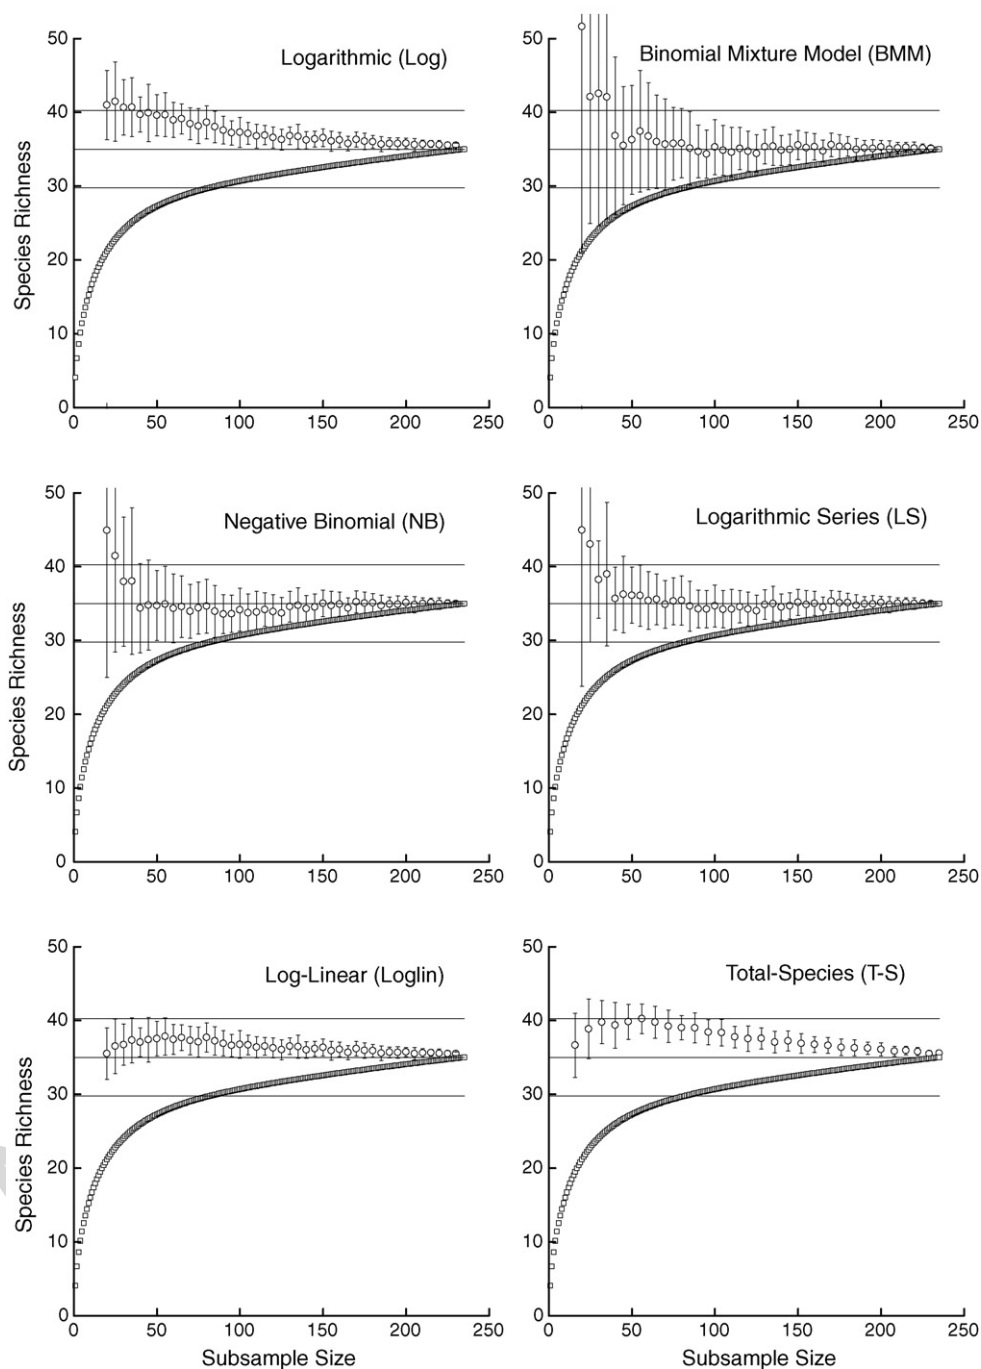 50
40
30
20
10
0
Species Richness
Logarithmic (Log)
0 50 100 150 200 250
50
40
30
20
10
0
Binomial Mixture Model (BMM)
0 50 100 150 200 250
50
40
30
20
10
0
Species Richness
Negative Binomial (NB)
0 50 100 150 200 250
50
40
30
20
10
0
Logarithmic Series (LS)
0 50 100 150 200 250
50
40
30
20
10
0
Species Richness
Log-Linear (Loglin)
0 50 100 150 200 250
Subsample Size
50
40
30
20
10
0
Total-Species (T-S)
0 50 100 150 200 250
Subsample Size